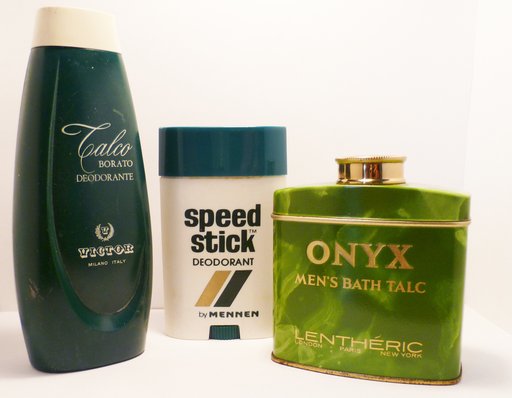 Talco
BORATO
DEODORANTE
V
VICTOR
MILANO ITALY
speed
stick™
DEODORANT
by MENNEN
ONYX
MEN'S BATH TALC
LENTHÉRIC
LONDON PARIS NEW YORK